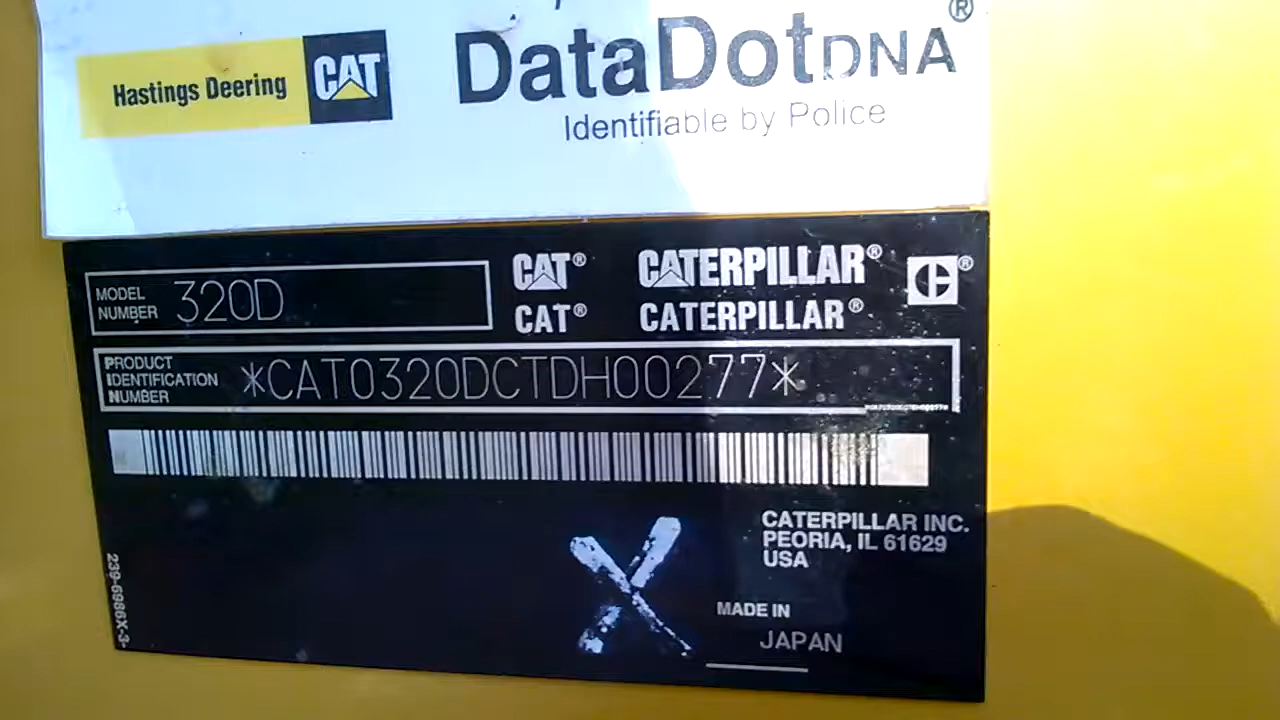 Hastings Deering CAT
DataDotDNA®
Identifiable by Police
MODEL NUMBER 320D
CAT® CATERPILLAR®
CAT® CATERPILLAR®
PRODUCT IDENTIFICATION NUMBER *CAT0320DCTDH00277*
CATERPILLAR INC.
PEORIA, IL 61629
USA
MADE IN
JAPAN
239-6986X-3-